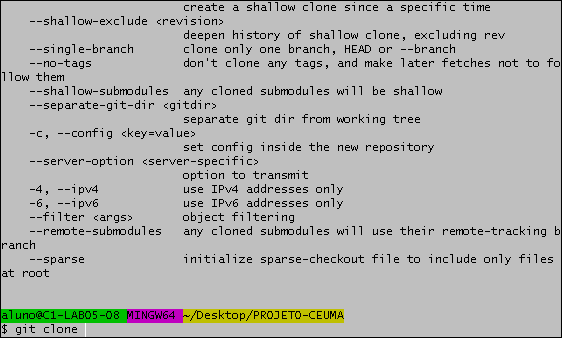 create a shallow clone since a specific time
    --shallow-exclude <revision>
                          deepen history of shallow clone, excluding rev
    --single-branch       clone only one branch, HEAD or --branch
    --no-tags             don't clone any tags, and make later fetches not to fo
llow them
    --shallow-submodules  any cloned submodules will be shallow
    --separate-git-dir <gitdir>
                          separate git dir from working tree
    -c, --config <key=value>
                          set config inside the new repository
    --server-option <server-specific>
                          option to transmit
    -4, --ipv4            use IPv4 addresses only
    -6, --ipv6            use IPv6 addresses only
    --filter <args>       object filtering
    --remote-submodules   any cloned submodules will use their remote-tracking b
ranch
    --sparse              initialize sparse-checkout file to include only files
at root

aluno@C1-LAB05-08 MINGW64 ~/Desktop/PROJETO-CEUMA
$ git clone